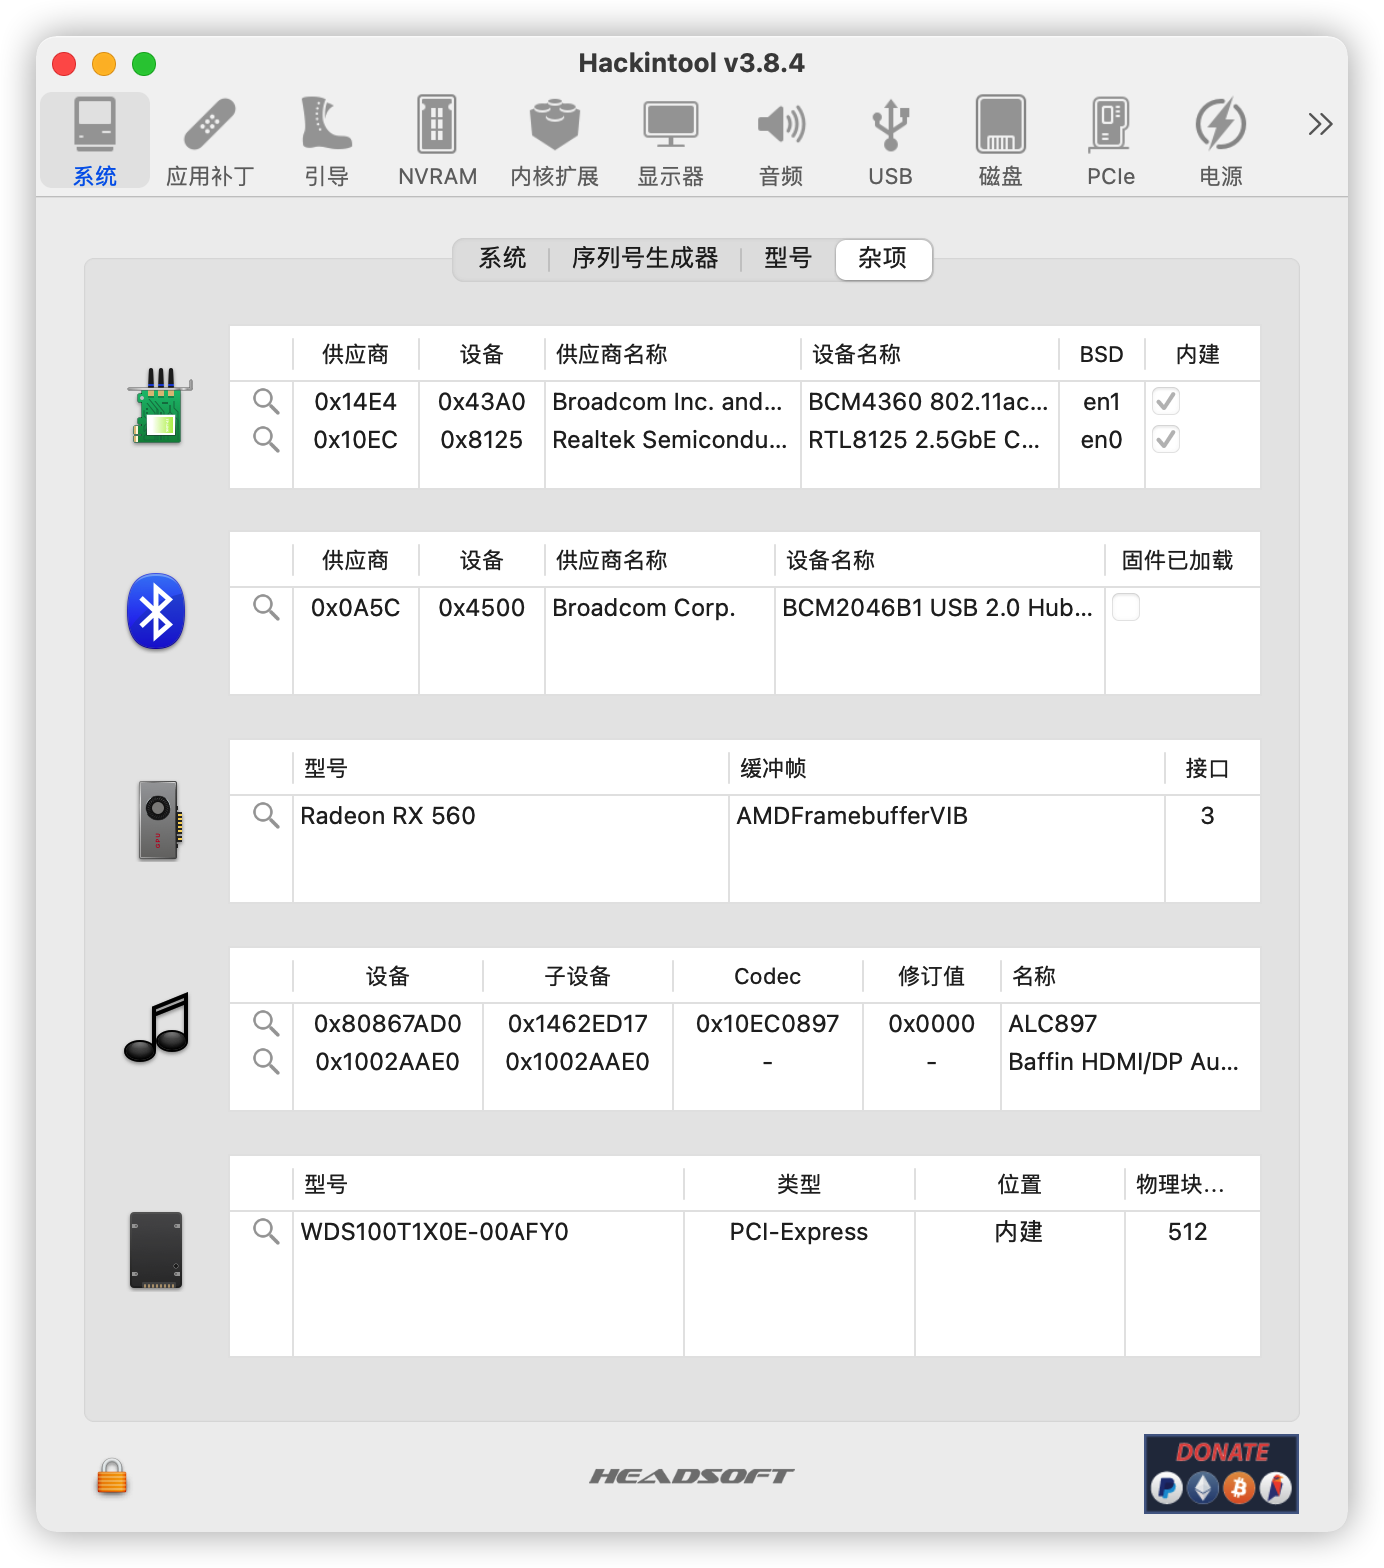 Hackintool v3.8.4
系统 应用补丁 引导 NVRAM 内核扩展 显示器 音频 USB 磁盘 PCIe 电源
系统 序列号生成器 型号 杂项
供应商 设备 供应商名称 设备名称 BSD 内建
0x14E4 0x43A0 Broadcom Inc. and... BCM4360 802.11ac... en1
0x10EC 0x8125 Realtek Semicondu... RTL8125 2.5GbE C... en0
供应商 设备 供应商名称 设备名称 固件已加载
0x0A5C 0x4500 Broadcom Corp. BCM2046B1 USB 2.0 Hub...
型号 缓冲帧 接口
Radeon RX 560 AMDFramebufferVIB 3
设备 子设备 Codec 修订值 名称
0x80867AD0 0x1462ED17 0x10EC0897 0x0000 ALC897
0x1002AAE0 0x1002AAE0 - - Baffin HDMI/DP Au...
型号 类型 位置 物理块...
WDS100T1X0E-00AFY0 PCI-Express 内建 512
HEADSOFT
DONATE